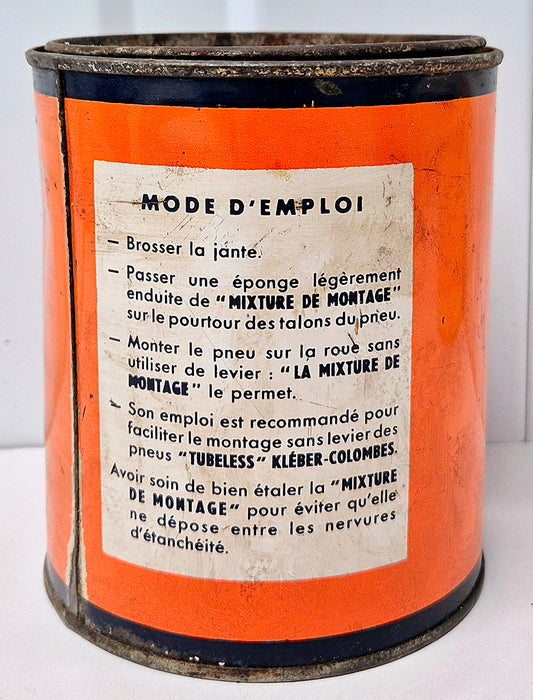 MODE D'EMPLOI
– Brosser la jante.
– Passer une éponge légèrement
enduite de "MIXTURE DE MONTAGE"
sur le pourtour des talons du pneu.
– Monter le pneu sur la roue sans
utiliser de levier : "LA MIXTURE DE
MONTAGE" le permet.
– Son emploi est recommandé pour
faciliter le montage sans levier des
pneus "TUBELESS" KLÉBER-COLOMBES.
Avoir soin de bien étaler la "MIXTURE
DE MONTAGE" pour éviter qu'elle
ne dépose entre les nervures
d'étanchéité.